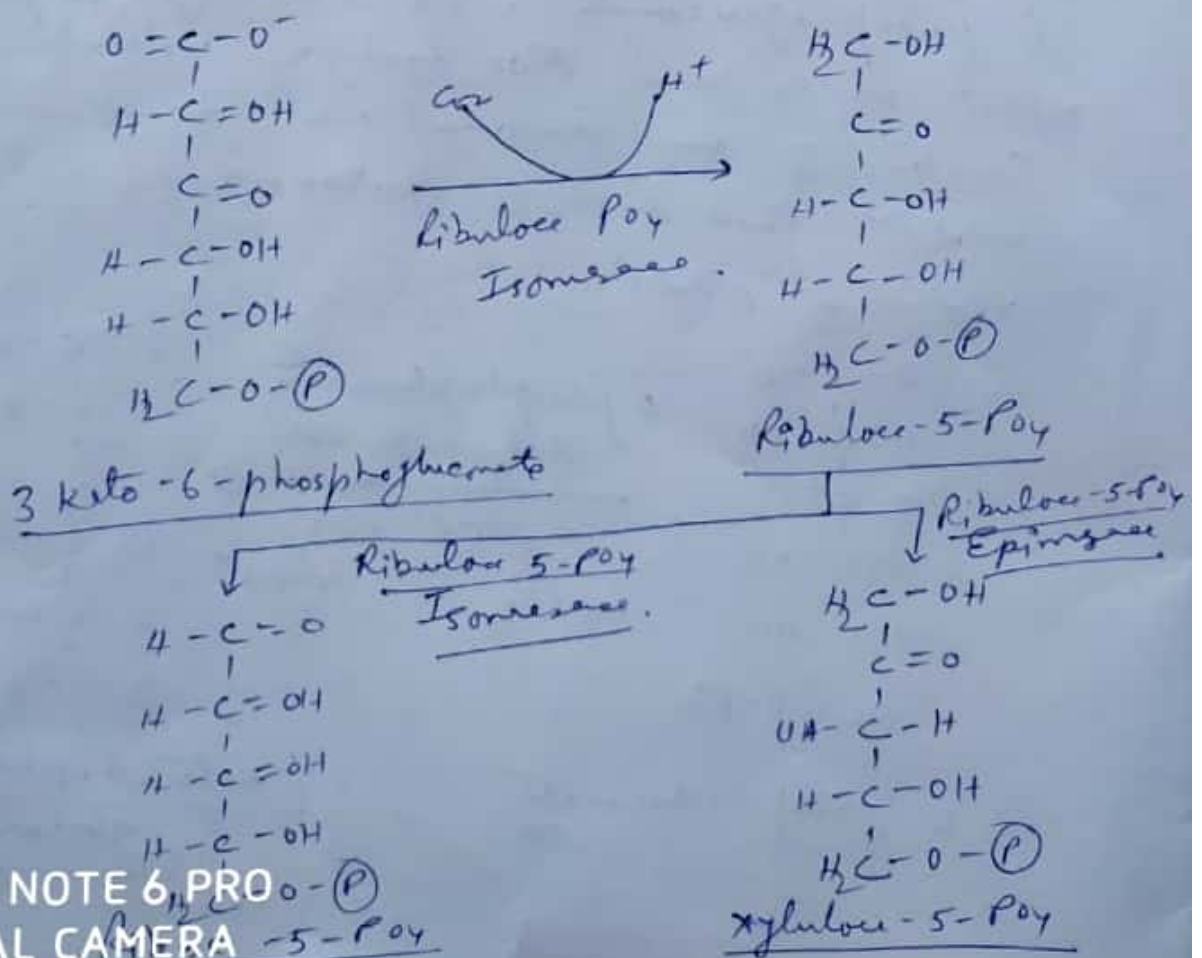 O = C - O⁻
H - C = OH
C = O
H - C - OH
H - C - OH
H₂C - O - Ⓟ
3 keto - 6 - phosphogluconate
H⁺
Ribulose PO4
Isomerase.
H₂C - OH
C = O
H - C - OH
H - C - OH
H₂C - O - Ⓟ
Ribulose - 5 - PO4
Ribulose 5-PO4
Isomerase.
Ribulose-5-PO4
Epimerase.
H - C = O
H - C = OH
H - C = OH
H - C - OH
O - Ⓟ
-5-PO4
H₂C - OH
C = O
C - H
H - C - OH
H₂C - O - Ⓟ
xylulose - 5 - PO4
NOTE 6 PRO
AL CAMERA